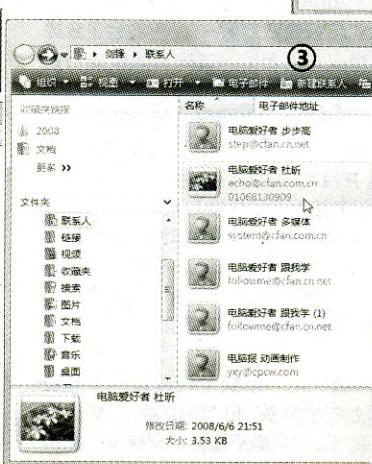 ③
剑锋 ▸ 联系人
组织 视图 打开 电子邮件 新建联系人
名称 电子邮件地址
收藏夹链接
2008
文档
更多 >>
文件夹
联系人
链接
视频
收藏夹
搜索
图片
文档
下载
音乐
桌面
电脑爱好者 步步高
step@cfan.cn.net
电脑爱好者 杜昕
echo@cfan.com.cn
01068130909
电脑爱好者 多媒体
system@cfan.com.cn
电脑爱好者 跟我学
followme@cfan.cn.net
电脑爱好者 跟我学 (1)
followme@cfan.cn.net
电脑报 动画制作
yxy@cpcw.com
电脑爱好者 杜昕
修改日期: 2008/6/6 21:51
大小: 3.53 KB